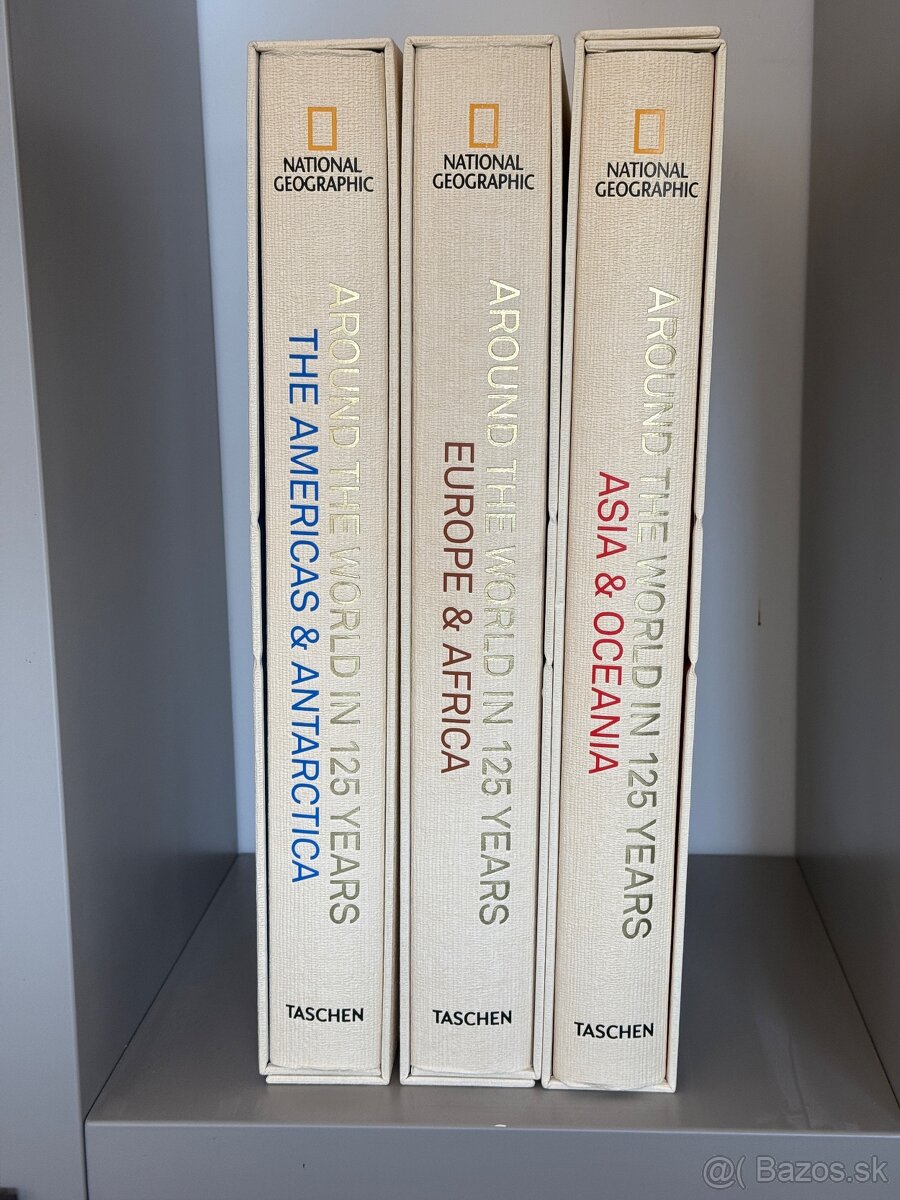 NATIONAL
GEOGRAPHIC
AROUND THE WORLD IN 125 YEARS
THE AMERICAS & ANTARCTICA
TASCHEN
NATIONAL
GEOGRAPHIC
AROUND THE WORLD IN 125 YEARS
EUROPE & AFRICA
TASCHEN
NATIONAL
GEOGRAPHIC
AROUND THE WORLD IN 125 YEARS
ASIA & OCEANIA
TASCHEN
@( Bazos.sk